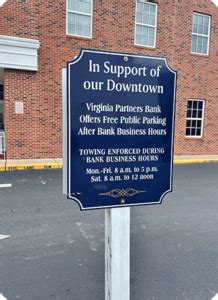 In Support of
our Downtown
Virginia Partners Bank
Offers Free Public Parking
After Bank Business Hours
TOWING ENFORCED DURING
BANK BUSINESS HOURS
Mon.-Fri. 8 a.m. to 5 p.m.
Sat. 8 a.m. to 12 noon